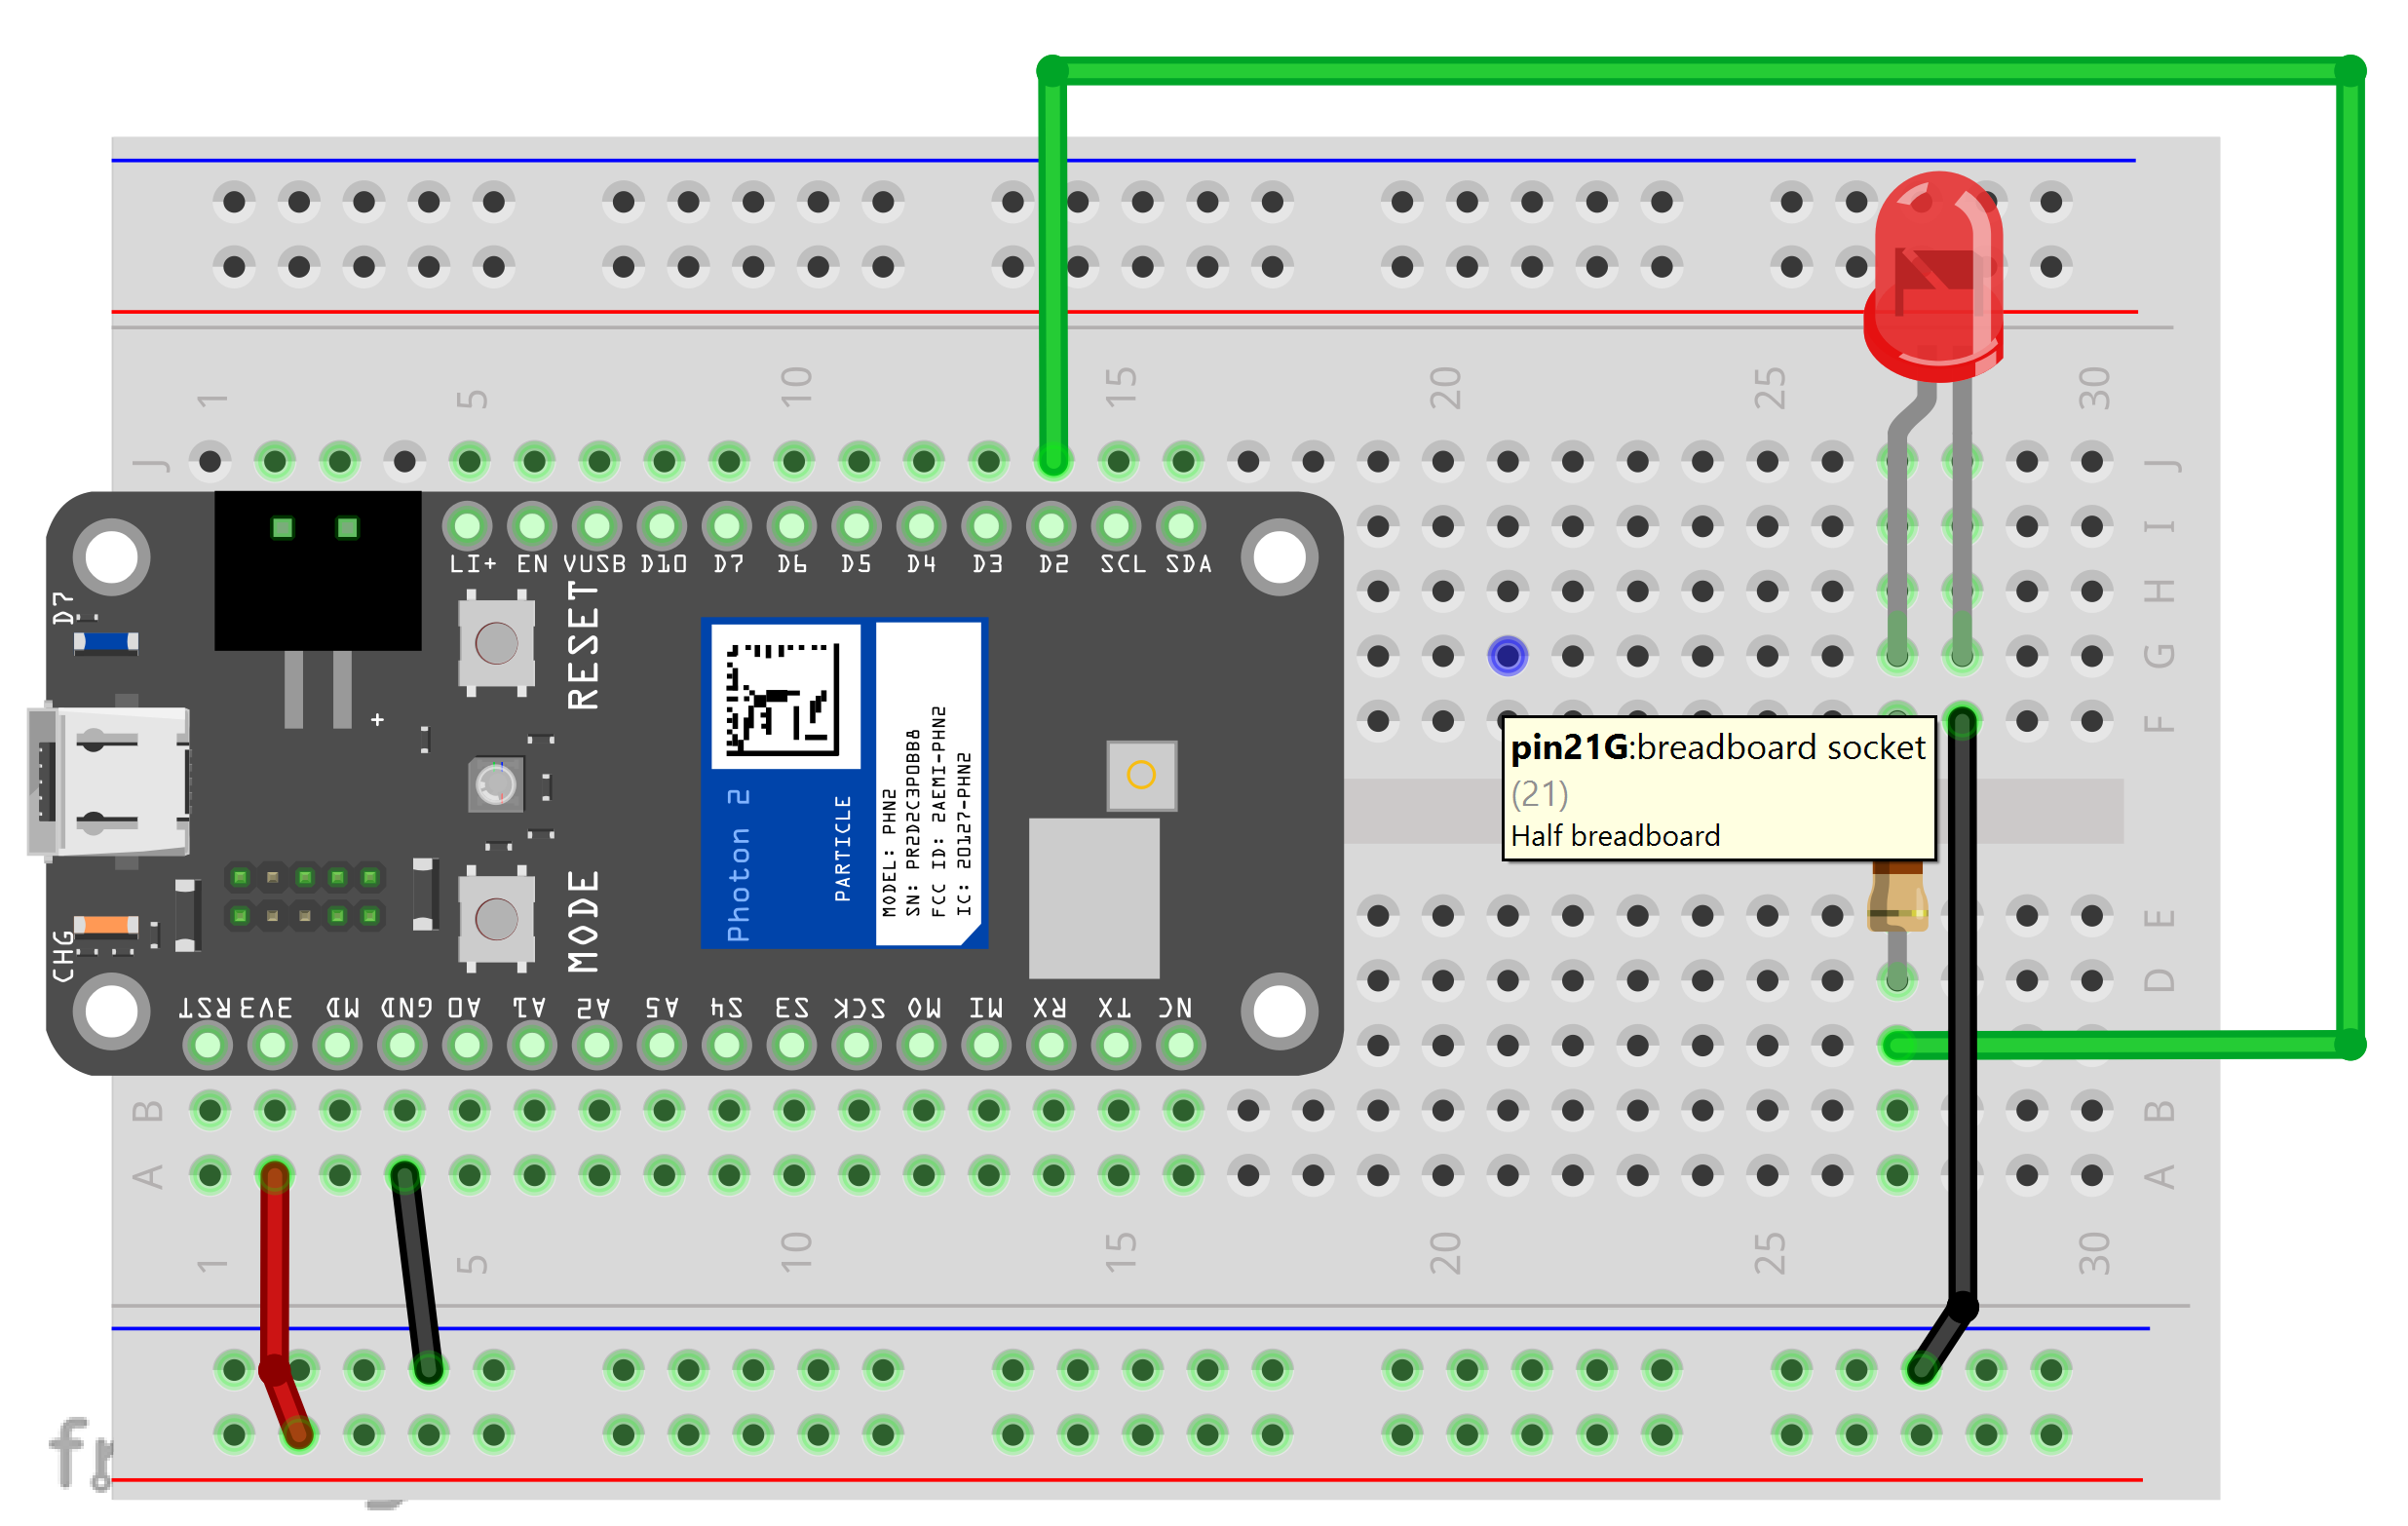 1 5 10 15 20 25 30
J J
LI+ EN VUSB D10 D7 D6 D5 D4 D3 D2 SCL SDA
I
D7
RESET
H
G
+
F
pin21G:breadboard socket
(21)
Half breadboard
Photon 2
PARTICLE
MODEL: PHN2
SN: PR2D2C3P0BB8
FCC ID: 2AEMI-PHN2
IC: 20127-PHN2
E
MODE
CHG
D
RST 3V3 MD GND A0 A1 A2 A5 S4 S3 SCK MO MI RX TX NC
B B
A A
1 5 10 15 20 25 30